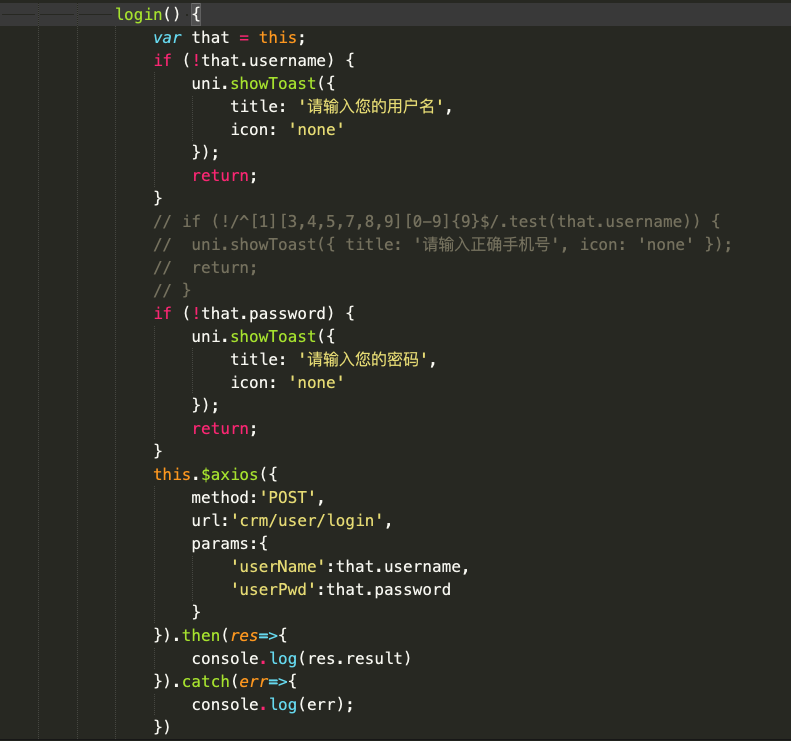 login() {
var that = this;
if (!that.username) {
uni.showToast({
title: '请输入您的用户名',
icon: 'none'
});
return;
}
// if (!/^[1][3,4,5,7,8,9][0-9]{9}$/.test(that.username)) {
//  uni.showToast({ title: '请输入正确手机号', icon: 'none' });
//  return;
// }
if (!that.password) {
uni.showToast({
title: '请输入您的密码',
icon: 'none'
});
return;
}
this.$axios({
method:'POST',
url:'crm/user/login',
params:{
'userName':that.username,
'userPwd':that.password
}
}).then(res=>{
console.log(res.result)
}).catch(err=>{
console.log(err);
})